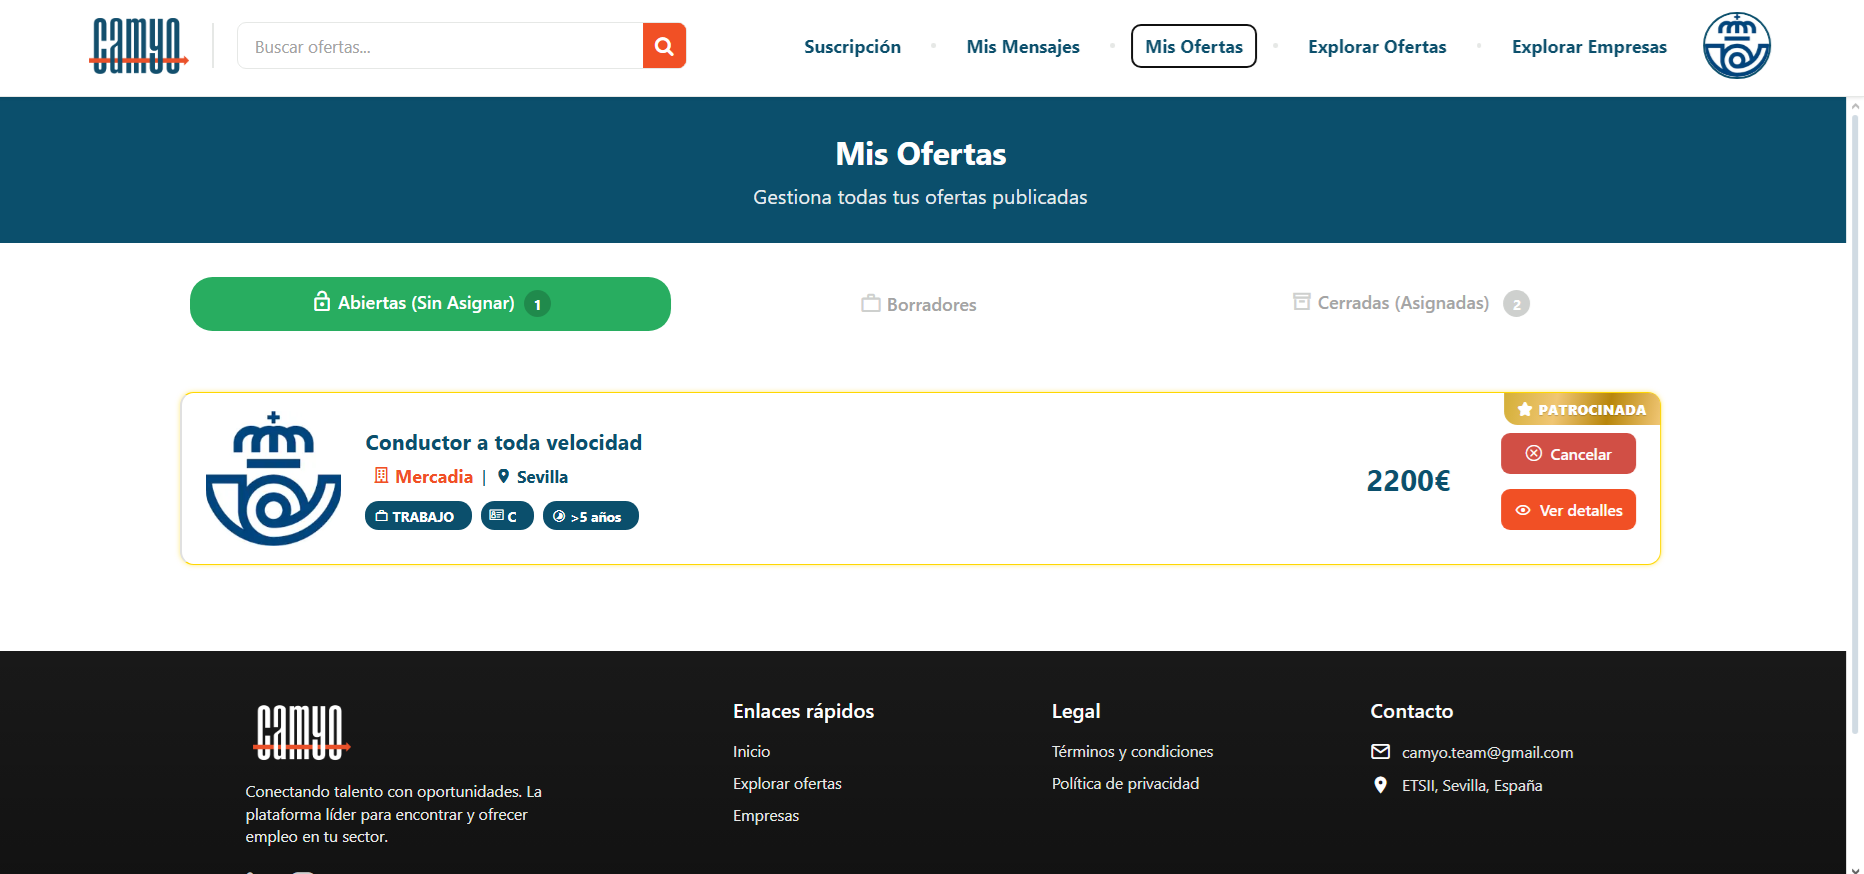 camyo
Buscar ofertas...
Suscripción
Mis Mensajes
Mis Ofertas
Explorar Ofertas
Explorar Empresas
Mis Ofertas
Gestiona todas tus ofertas publicadas
Abiertas (Sin Asignar) 1
Borradores
Cerradas (Asignadas) 2
PATROCINADA
Conductor a toda velocidad
Mercadia | Sevilla
TRABAJO
C
>5 años
2200€
Cancelar
Ver detalles
camyo
Conectando talento con oportunidades. La
plataforma líder para encontrar y ofrecer
empleo en tu sector.
Enlaces rápidos
Inicio
Explorar ofertas
Empresas
Legal
Términos y condiciones
Política de privacidad
Contacto
camyo.team@gmail.com
ETSII, Sevilla, España